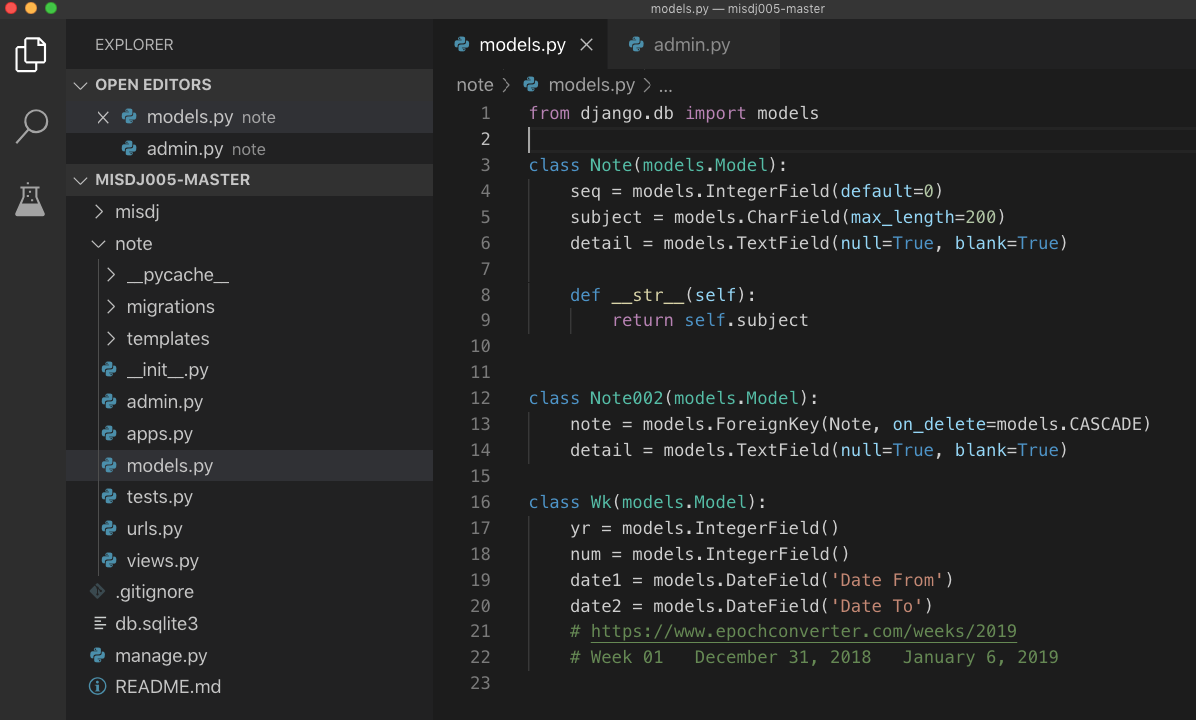 models.py — misdj005-master
EXPLORER
OPEN EDITORS
models.py note
admin.py note
MISDJ005-MASTER
misdj
note
__pycache__
migrations
templates
__init__.py
admin.py
apps.py
models.py
tests.py
urls.py
views.py
.gitignore
db.sqlite3
manage.py
README.md
models.py
admin.py
note > models.py > ...
1 from django.db import models
2
3 class Note(models.Model):
4     seq = models.IntegerField(default=0)
5     subject = models.CharField(max_length=200)
6     detail = models.TextField(null=True, blank=True)
7
8     def __str__(self):
9         return self.subject
10
11
12 class Note002(models.Model):
13     note = models.ForeignKey(Note, on_delete=models.CASCADE)
14     detail = models.TextField(null=True, blank=True)
15
16 class Wk(models.Model):
17     yr = models.IntegerField()
18     num = models.IntegerField()
19     date1 = models.DateField('Date From')
20     date2 = models.DateField('Date To')
21     # https://www.epochconverter.com/weeks/2019
22     # Week 01   December 31, 2018   January 6, 2019
23